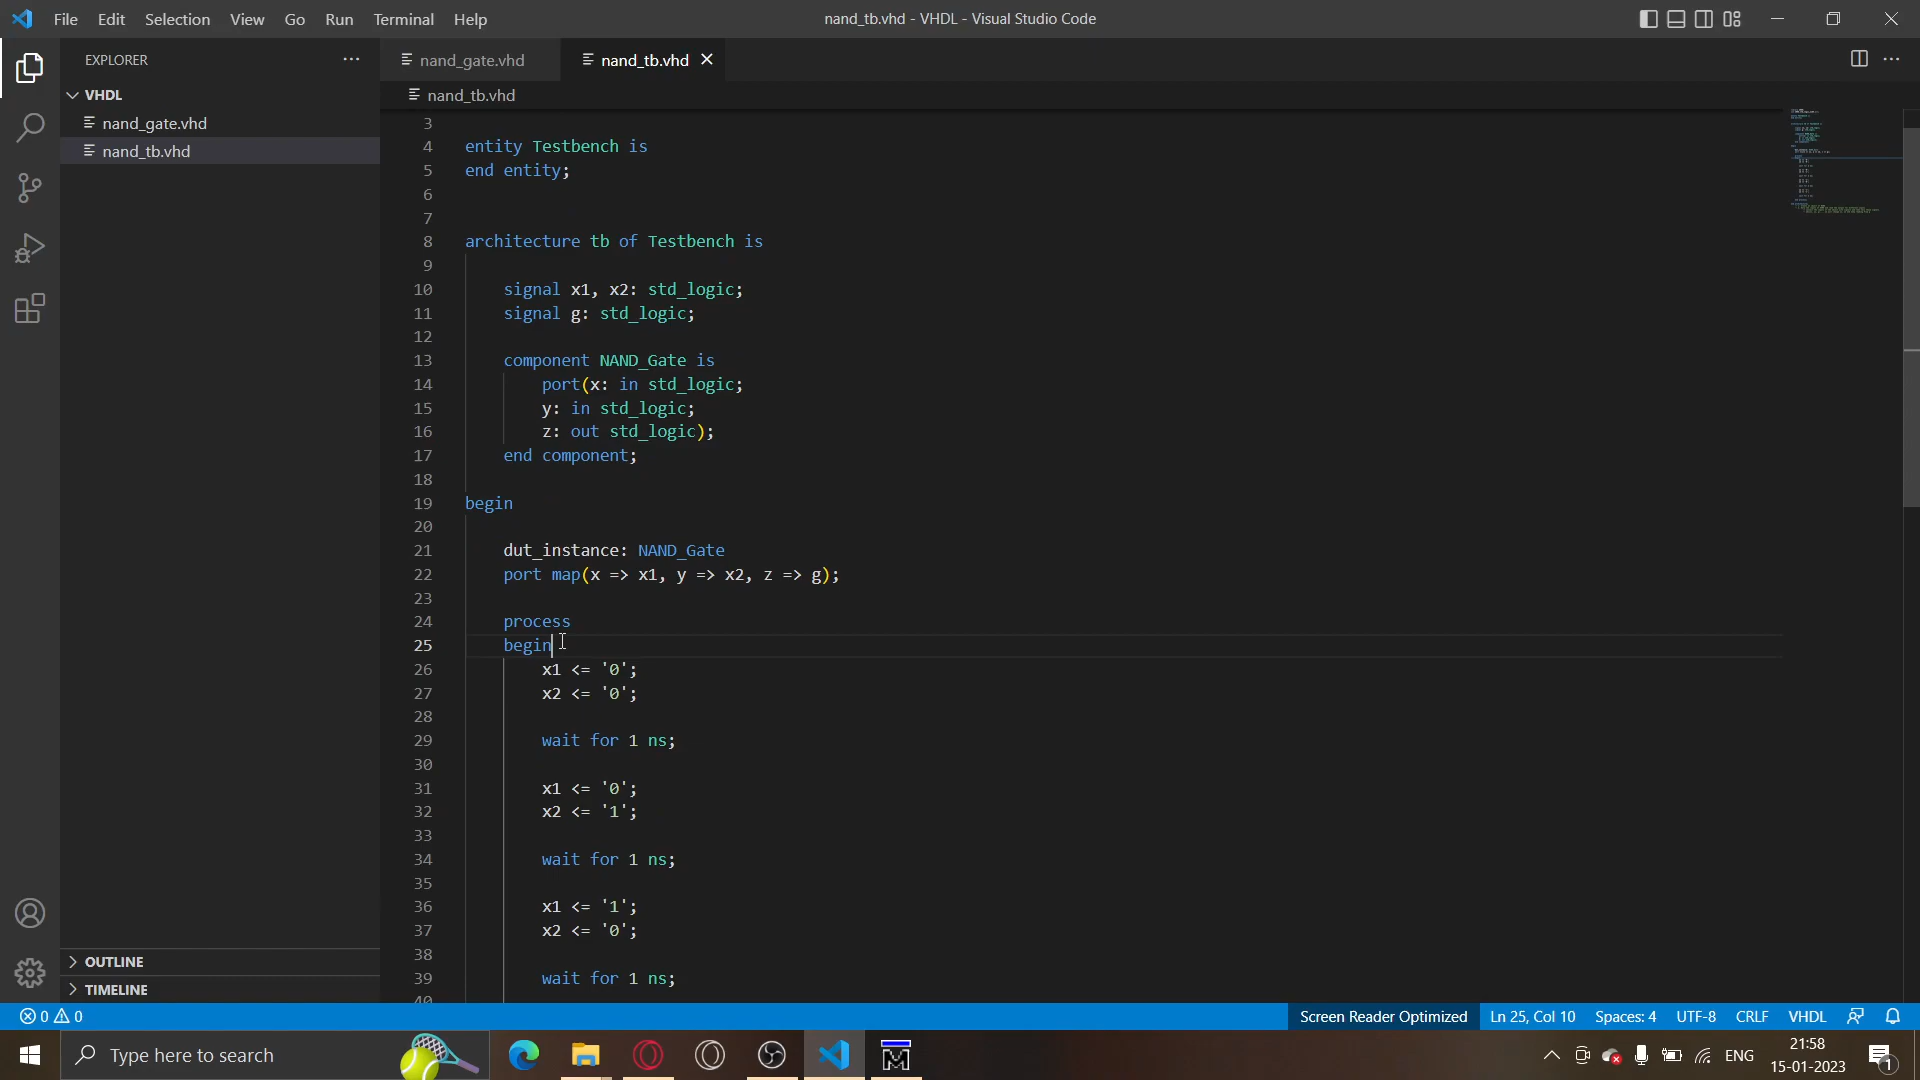 File Edit Selection View Go Run Terminal Help
nand_tb.vhd - VHDL - Visual Studio Code
EXPLORER
VHDL
nand_gate.vhd
nand_tb.vhd
nand_gate.vhd
nand_tb.vhd
nand_tb.vhd
3
4 entity Testbench is
5 end entity;
6
7
8 architecture tb of Testbench is
9
10 signal x1, x2: std_logic;
11 signal g: std_logic;
12
13 component NAND_Gate is
14 port(x: in std_logic;
15 y: in std_logic;
16 z: out std_logic);
17 end component;
18
19 begin
20
21 dut_instance: NAND_Gate
22 port map(x => x1, y => x2, z => g);
23
24 process
25 begin
26 x1 <= '0';
27 x2 <= '0';
28
29 wait for 1 ns;
30
31 x1 <= '0';
32 x2 <= '1';
33
34 wait for 1 ns;
35
36 x1 <= '1';
37 x2 <= '0';
38
39 wait for 1 ns;
40
OUTLINE
TIMELINE
0 0
Screen Reader Optimized Ln 25, Col 10 Spaces: 4 UTF-8 CRLF VHDL
Type here to search
ENG
21:58
15-01-2023
1